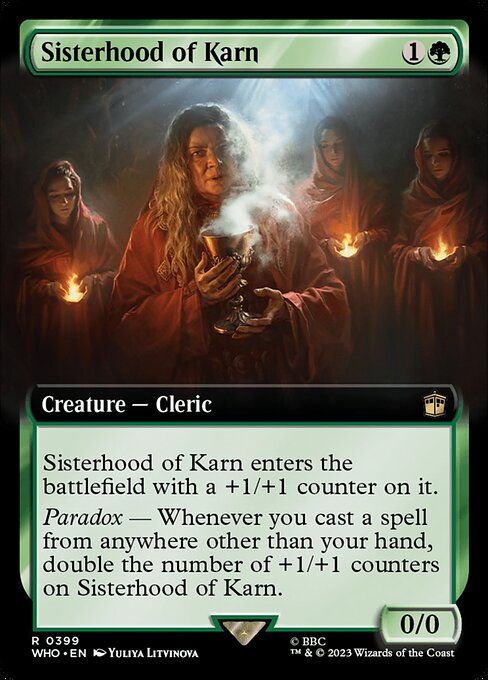 Sisterhood of Karn 1
Creature — Cleric
Sisterhood of Karn enters the
battlefield with a +1/+1 counter on it.
Paradox — Whenever you cast a spell
from anywhere other than your hand,
double the number of +1/+1 counters
on Sisterhood of Karn.
0/0
R 0399
WHO • EN Yuliya Litvinova
© BBC
™ & © 2023 Wizards of the Coast